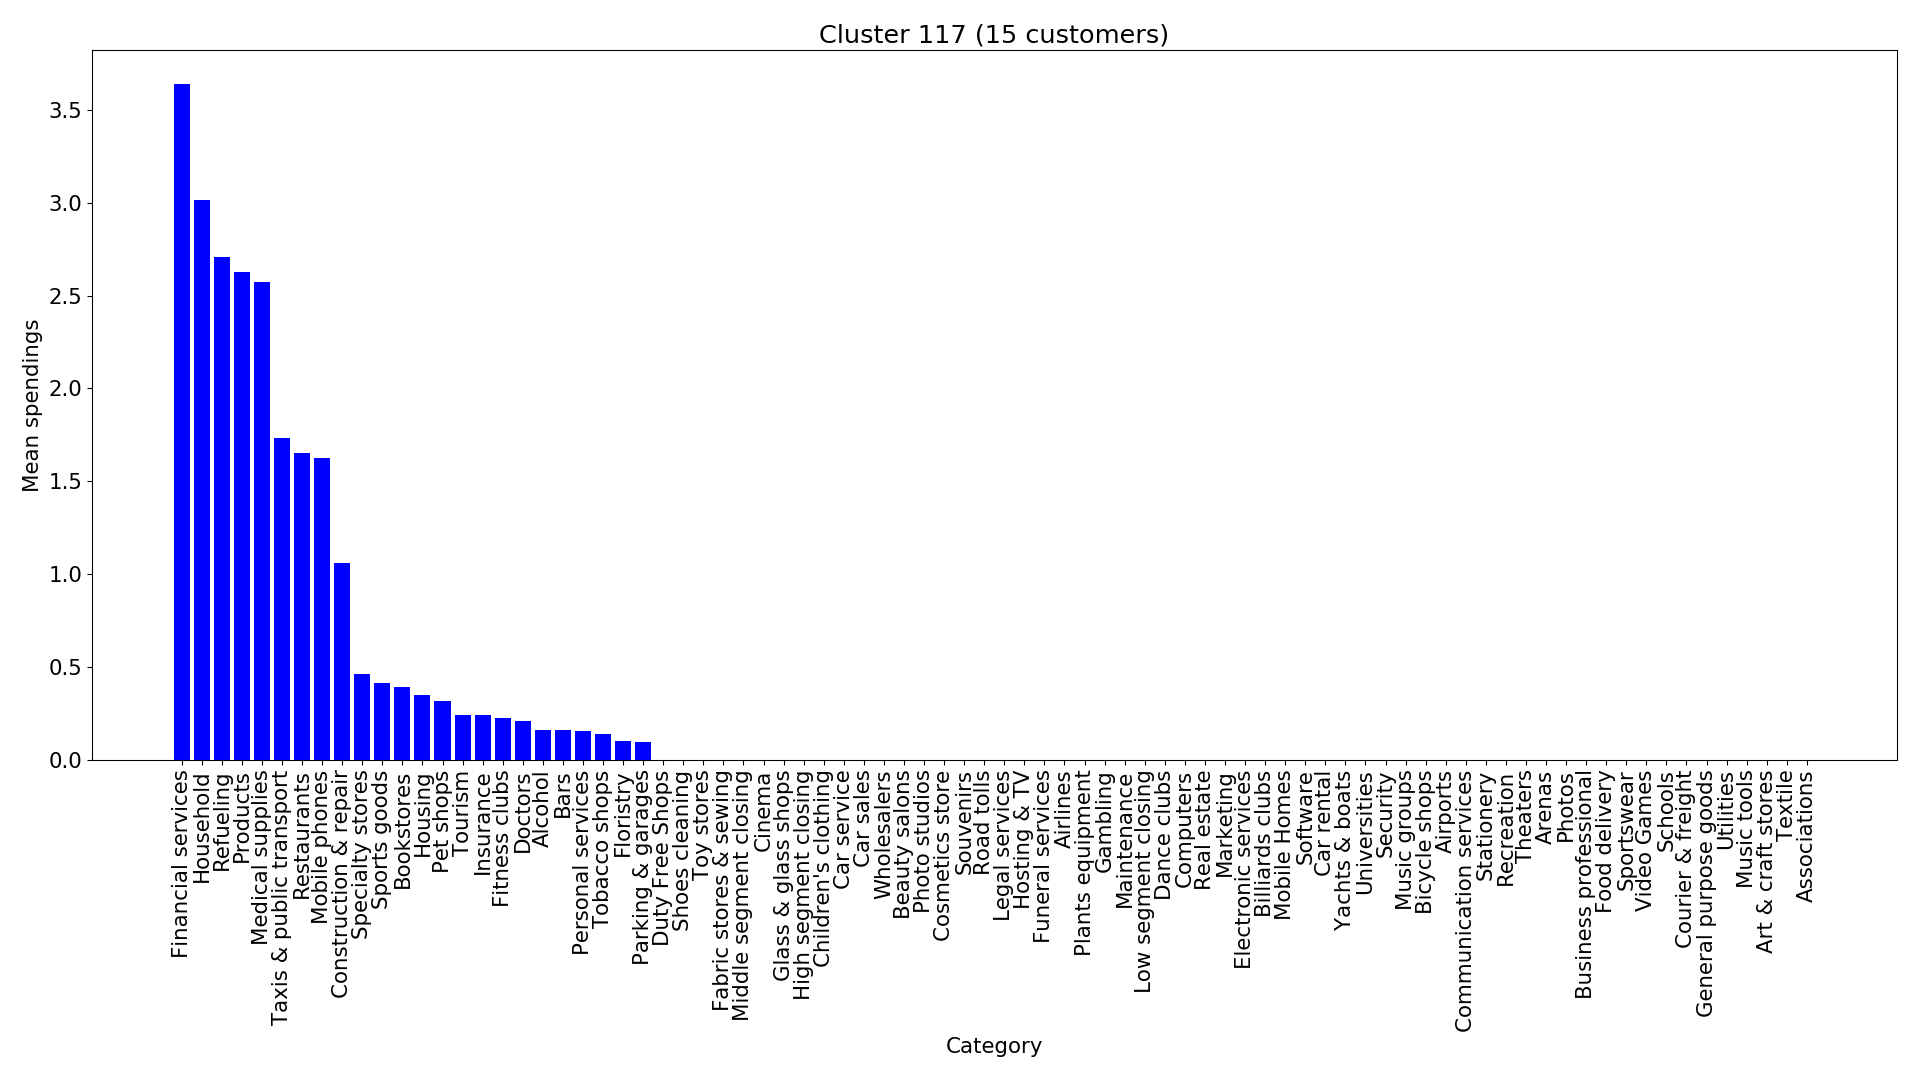 Cluster 117 (15 customers)
Mean spendings
3.5
3.0
2.5
2.0
1.5
1.0
0.5
0.0
Financial services
Household
Refueling
Products
Medical supplies
Taxis & public transport
Restaurants
Mobile phones
Construction & repair
Specialty stores
Sports goods
Bookstores
Housing
Pet shops
Tourism
Insurance
Fitness clubs
Doctors
Alcohol
Bars
Personal services
Tobacco shops
Floristry
Parking & garages
Duty Free Shops
Shoes cleaning
Toy stores
Fabric stores & sewing
Middle segment closing
Cinema
Glass & glass shops
High segment closing
Children's clothing
Car service
Car sales
Wholesalers
Beauty salons
Photo studios
Cosmetics store
Souvenirs
Road tolls
Legal services
Hosting & TV
Funeral services
Airlines
Plants equipment
Gambling
Maintenance
Low segment closing
Dance clubs
Computers
Real estate
Marketing
Electronic services
Billiards clubs
Mobile Homes
Software
Car rental
Yachts & boats
Universities
Security
Music groups
Bicycle shops
Airports
Communication services
Stationery
Recreation
Theaters
Arenas
Photos
Business professional
Food delivery
Sportswear
Video Games
Schools
Courier & freight
General purpose goods
Utilities
Music tools
Art & craft stores
Textile
Associations
Category